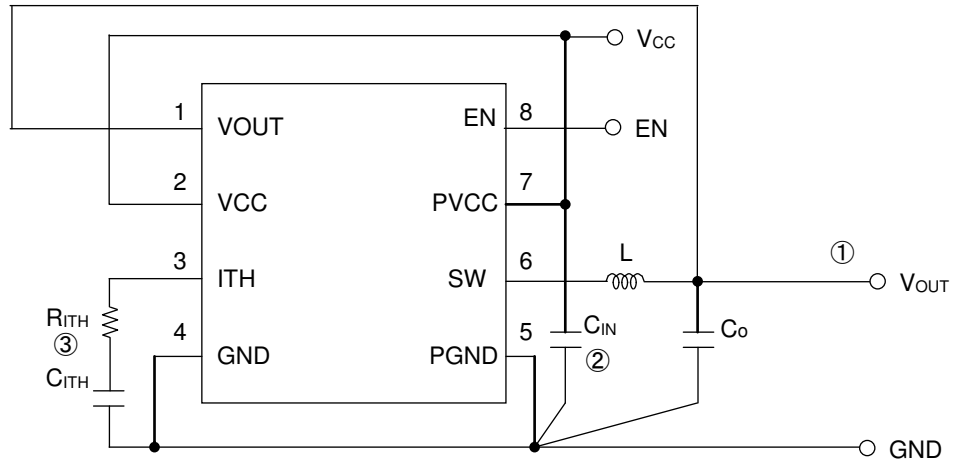 VCC
1
VOUT
EN
8
EN
2
VCC
PVCC
7
3
ITH
SW
6
L
①
VOUT
RITH
③
CITH
4
GND
PGND
5
CIN
②
Co
GND